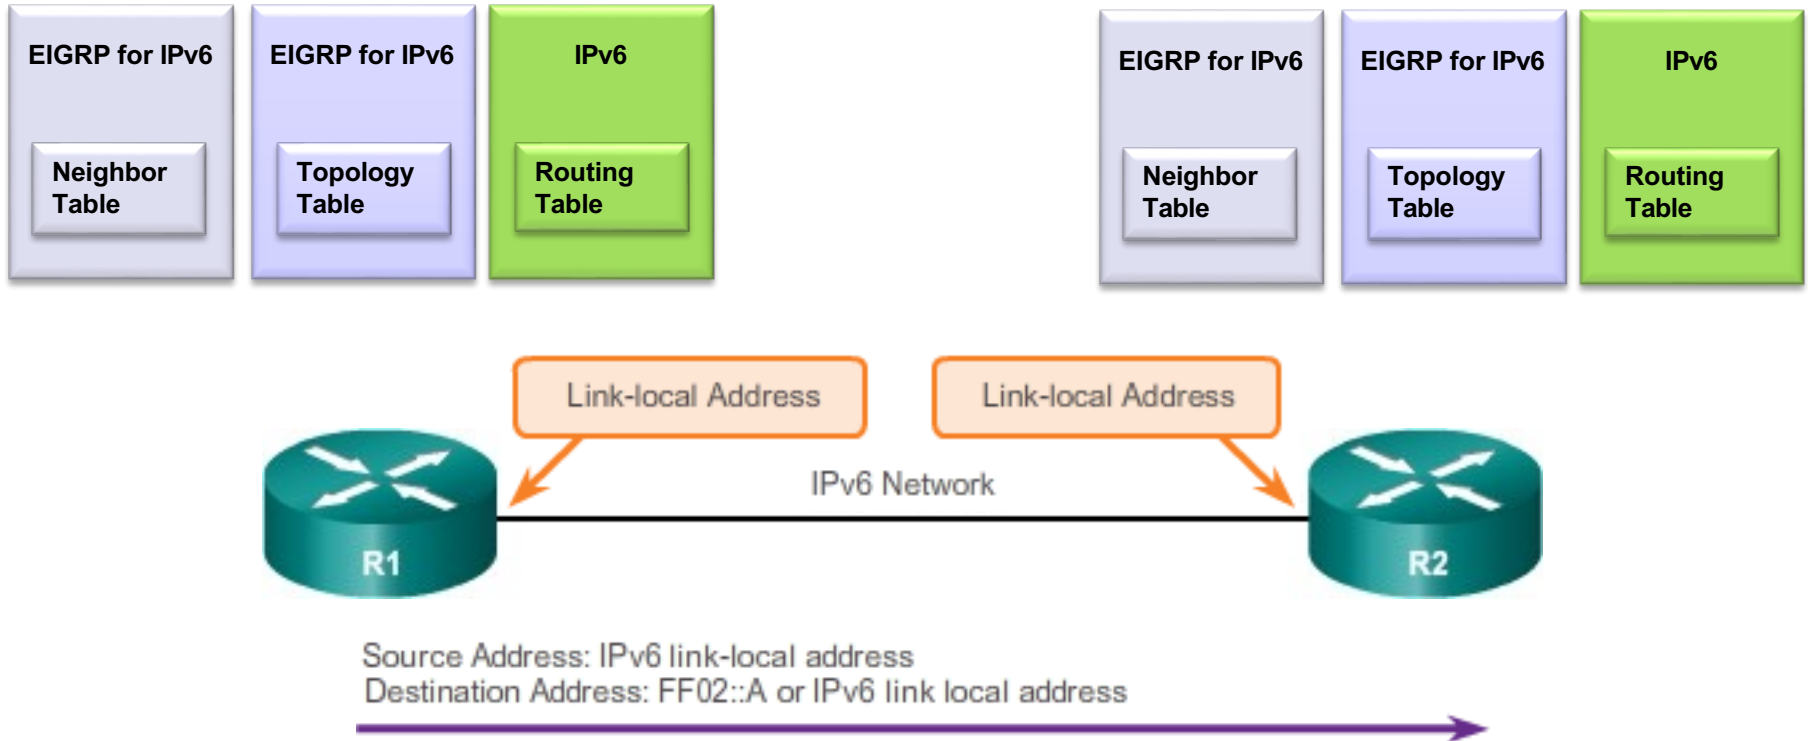 EIGRP for IPv6
Neighbor
Table
EIGRP for IPv6
Topology
Table
IPv6
Routing
Table
EIGRP for IPv6
Neighbor
Table
EIGRP for IPv6
Topology
Table
IPv6
Routing
Table
Link-local Address
Link-local Address
IPv6 Network
R1
R2
Source Address: IPv6 link-local address
Destination Address: FF02::A or IPv6 link local address